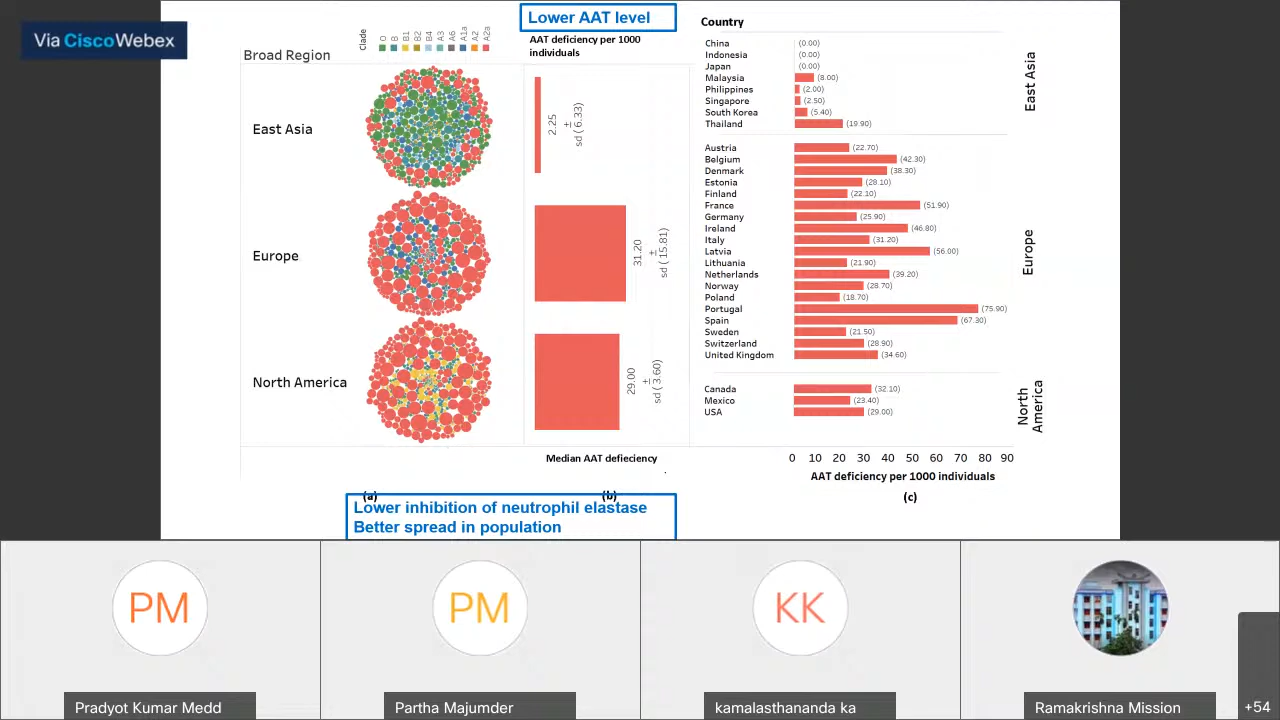 Via CiscoWebex
Lower AAT level
Clade
O
B
B1
B2
B4
A3
A6
A1a
A2
A2a
AAT deficiency per 1000
individuals
Broad Region
East Asia
Europe
North America
2.25
±
sd ( 6.33)
31.20
±
sd ( 15.81)
29.00
±
sd ( 3.60)
Median AAT defieciency
(a)
(b)
Lower inhibition of neutrophil elastase
Better spread in population
Country
China (0.00)
Indonesia (0.00)
Japan (0.00)
Malaysia (8.00)
Philippines (2.00)
Singapore (2.50)
South Korea (5.40)
Thailand (19.90)
East Asia
Austria (22.70)
Belgium (42.30)
Denmark (38.30)
Estonia (28.10)
Finland (22.10)
France (51.90)
Germany (25.90)
Ireland (46.80)
Italy (31.20)
Latvia (56.00)
Lithuania (21.90)
Netherlands (39.20)
Norway (28.70)
Poland (18.70)
Portugal (75.90)
Spain (67.30)
Sweden (21.50)
Switzerland (28.90)
United Kingdom (34.60)
Europe
Canada (32.10)
Mexico (23.40)
USA (29.00)
North
America
0 10 20 30 40 50 60 70 80 90
AAT deficiency per 1000 individuals
(c)
PM
Pradyot Kumar Medd
PM
Partha Majumder
KK
kamalasthananda ka
Ramakrishna Mission
+54